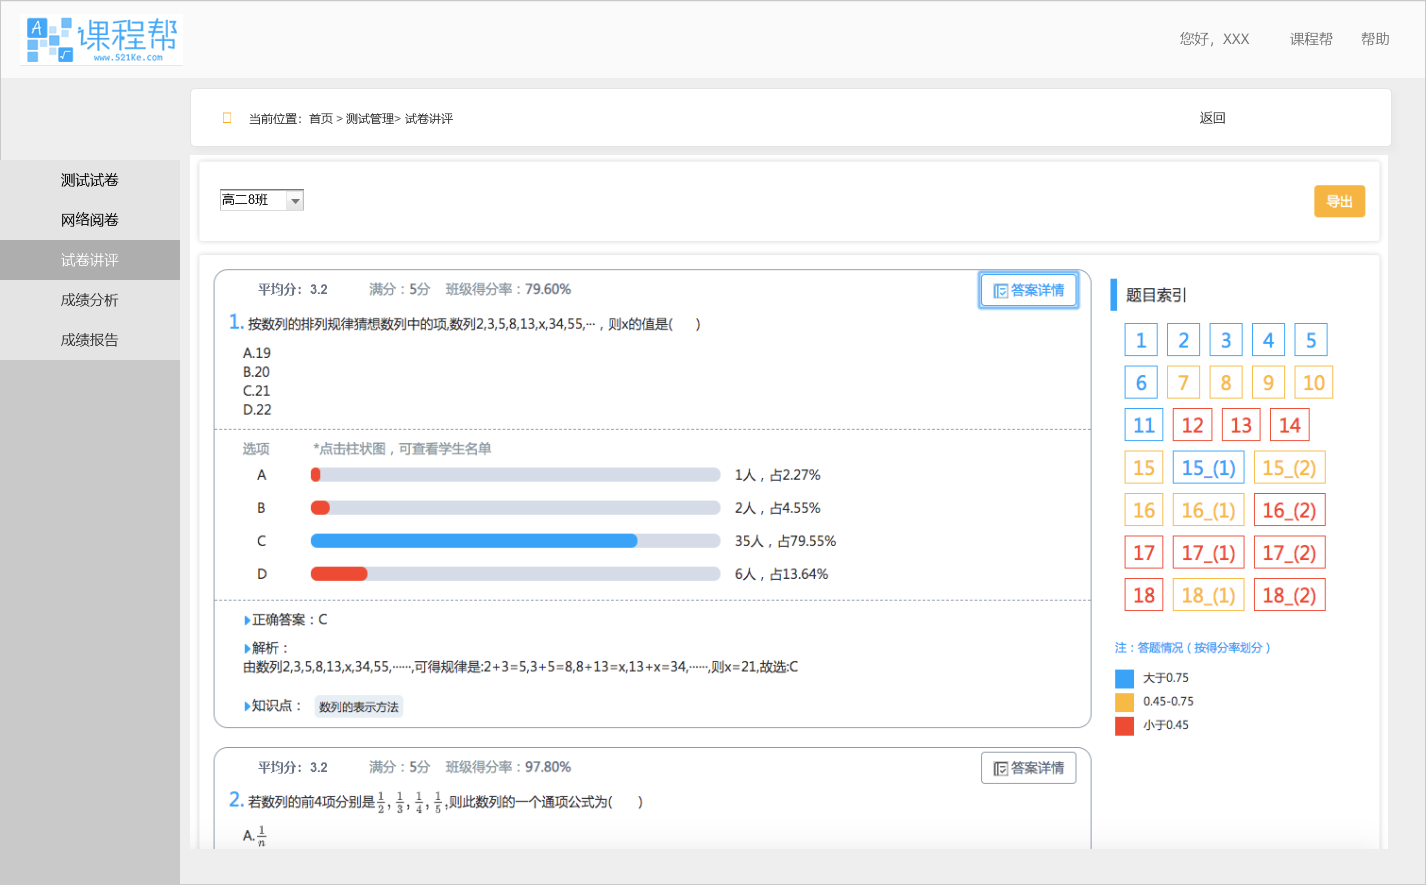 A 课程帮
www.521Ke.com
您好，XXX 课程帮 帮助
当前位置：首页 > 测试管理> 试卷讲评 返回
测试试卷
网络阅卷
试卷讲评
成绩分析
成绩报告
高二8班
导出
平均分：3.2 满分：5分 班级得分率：79.60% 答案详情
1. 按数列的排列规律猜想数列中的项,数列2,3,5,8,13,x,34,55,···，则x的值是( )
A.19
B.20
C.21
D.22
选项 *点击柱状图，可查看学生名单
A 1人，占2.27%
B 2人，占4.55%
C 35人，占79.55%
D 6人，占13.64%
正确答案：C
解析：
由数列2,3,5,8,13,x,34,55,······,可得规律是:2+3=5,3+5=8,8+13=x,13+x=34,······,则x=21,故选:C
知识点： 数列的表示方法
平均分：3.2 满分：5分 班级得分率：97.80% 答案详情
2. 若数列的前4项分别是1/2, 1/3, 1/4, 1/5,则此数列的一个通项公式为( )
A. 1/n
题目索引
1 2 3 4 5
6 7 8 9 10
11 12 13 14
15 15_(1) 15_(2)
16 16_(1) 16_(2)
17 17_(1) 17_(2)
18 18_(1) 18_(2)
注：答题情况（按得分率划分）
大于0.75
0.45-0.75
小于0.45